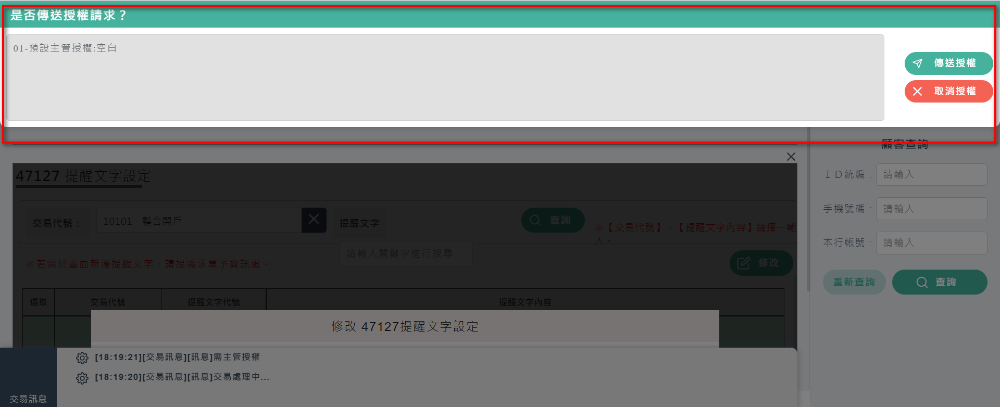 是否傳送授權請求？
01-預設主管授權:空白
傳送授權
取消授權
顧客查詢
47127 提醒文字設定
ＩＤ統編：
請輸入
交易代號：
10101 - 整合開戶
提醒文字
查詢
※【交易代號】、【提醒文字內容】請擇一輸
入。
手機號碼：
請輸入
本行帳號：
請輸入
請輸入關鍵字進行搜尋
※若需於畫面新增提醒文字，請提需求單予資訊處。
修改
重新查詢
查詢
選取
交易代號
提醒文字代號
提醒文字內容
修改 47127提醒文字設定
[18:19:21][交易訊息][訊息]需主管授權
[18:19:20][交易訊息][訊息]交易處理中...
交易訊息